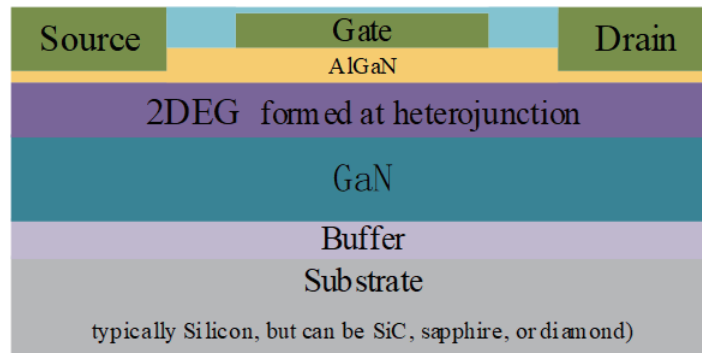 Source Gate Drain
AlGaN
2DEG formed at heterojunction
GaN
Buffer
Substrate
typically Silicon, but can be SiC, sapphire, or diamond)